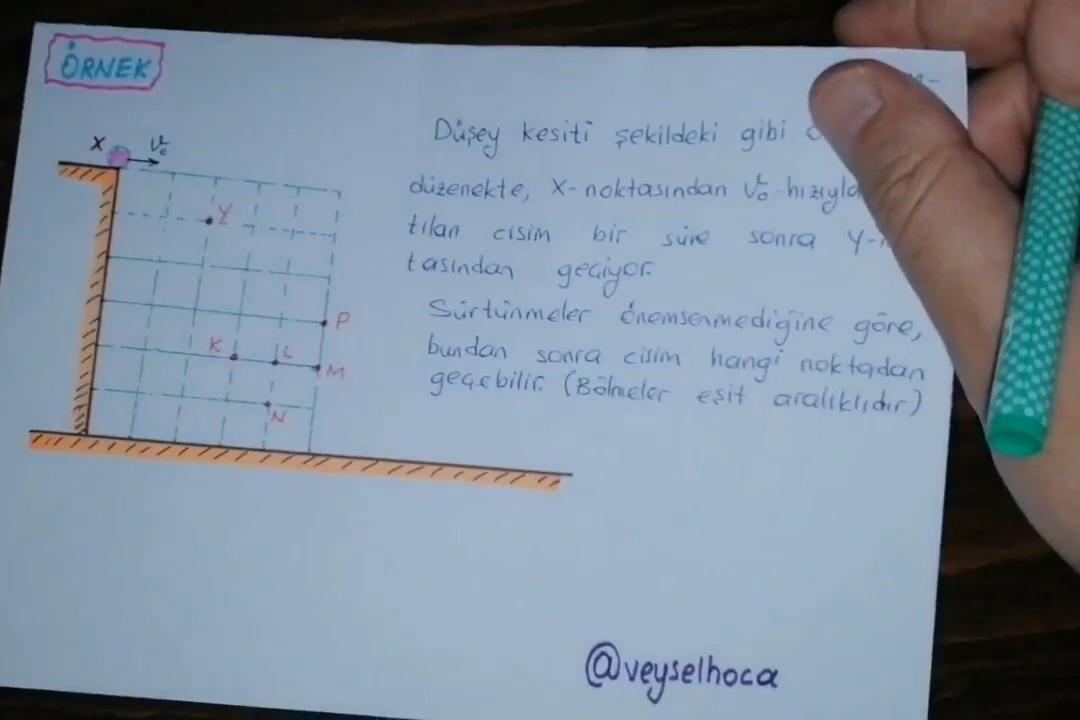 ÖRNEK
X
v₀
Y
P
K
L
M
N
Düşey kesiti şekildeki gibi
düzenekte, X-noktasından v₀-hızıyla
tılan cisim bir süre sonra Y-
tasından geçiyor.
Sürtünmeler önemsenmediğine göre,
bundan sonra cisim hangi noktadan
geçebilir. (Bölmeler eşit aralıklıdır)
@veyselhoca